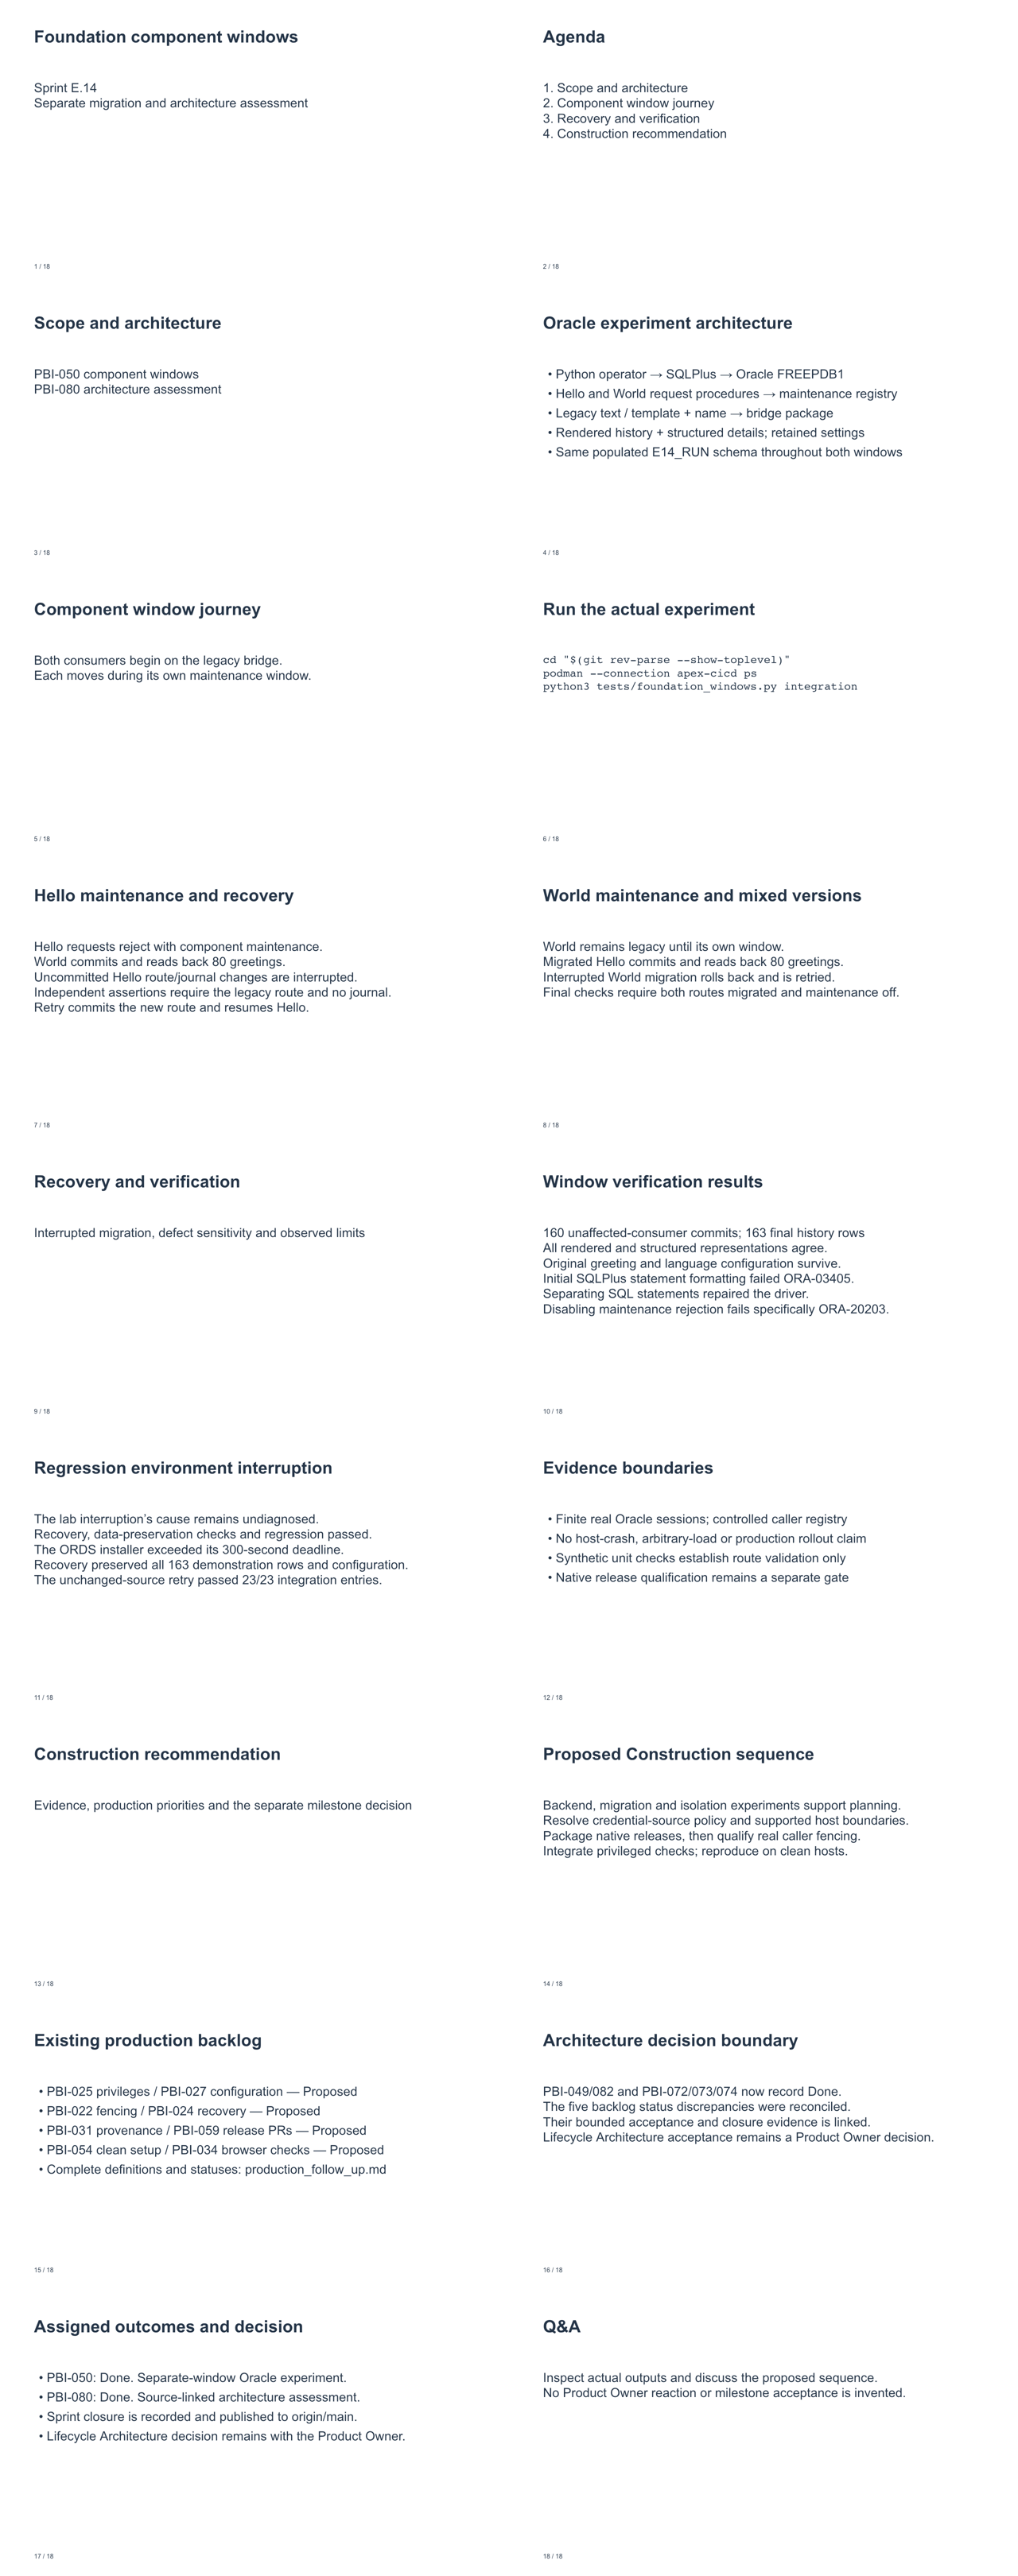 Foundation component windows
Sprint E.14
Separate migration and architecture assessment
1 / 18
Agenda
1. Scope and architecture
2. Component window journey
3. Recovery and verification
4. Construction recommendation
2 / 18
Scope and architecture
PBI-050 component windows
PBI-080 architecture assessment
3 / 18
Oracle experiment architecture
• Python operator → SQLPlus → Oracle FREEPDB1
• Hello and World request procedures → maintenance registry
• Legacy text / template + name → bridge package
• Rendered history + structured details; retained settings
• Same populated E14_RUN schema throughout both windows
4 / 18
Component window journey
Both consumers begin on the legacy bridge.
Each moves during its own maintenance window.
5 / 18
Run the actual experiment
cd "$(git rev-parse --show-toplevel)"
podman --connection apex-cicd ps
python3 tests/foundation_windows.py integration
6 / 18
Hello maintenance and recovery
Hello requests reject with component maintenance.
World commits and reads back 80 greetings.
Uncommitted Hello route/journal changes are interrupted.
Independent assertions require the legacy route and no journal.
Retry commits the new route and resumes Hello.
7 / 18
World maintenance and mixed versions
World remains legacy until its own window.
Migrated Hello commits and reads back 80 greetings.
Interrupted World migration rolls back and is retried.
Final checks require both routes migrated and maintenance off.
8 / 18
Recovery and verification
Interrupted migration, defect sensitivity and observed limits
9 / 18
Window verification results
160 unaffected-consumer commits; 163 final history rows
All rendered and structured representations agree.
Original greeting and language configuration survive.
Initial SQLPlus statement formatting failed ORA-03405.
Separating SQL statements repaired the driver.
Disabling maintenance rejection fails specifically ORA-20203.
10 / 18
Regression environment interruption
The lab interruption’s cause remains undiagnosed.
Recovery, data-preservation checks and regression passed.
The ORDS installer exceeded its 300-second deadline.
Recovery preserved all 163 demonstration rows and configuration.
The unchanged-source retry passed 23/23 integration entries.
11 / 18
Evidence boundaries
• Finite real Oracle sessions; controlled caller registry
• No host-crash, arbitrary-load or production rollout claim
• Synthetic unit checks establish route validation only
• Native release qualification remains a separate gate
12 / 18
Construction recommendation
Evidence, production priorities and the separate milestone decision
13 / 18
Proposed Construction sequence
Backend, migration and isolation experiments support planning.
Resolve credential-source policy and supported host boundaries.
Package native releases, then qualify real caller fencing.
Integrate privileged checks; reproduce on clean hosts.
14 / 18
Existing production backlog
• PBI-025 privileges / PBI-027 configuration — Proposed
• PBI-022 fencing / PBI-024 recovery — Proposed
• PBI-031 provenance / PBI-059 release PRs — Proposed
• PBI-054 clean setup / PBI-034 browser checks — Proposed
• Complete definitions and statuses: production_follow_up.md
15 / 18
Architecture decision boundary
PBI-049/082 and PBI-072/073/074 now record Done.
The five backlog status discrepancies were reconciled.
Their bounded acceptance and closure evidence is linked.
Lifecycle Architecture acceptance remains a Product Owner decision.
16 / 18
Assigned outcomes and decision
• PBI-050: Done. Separate-window Oracle experiment.
• PBI-080: Done. Source-linked architecture assessment.
• Sprint closure is recorded and published to origin/main.
• Lifecycle Architecture decision remains with the Product Owner.
17 / 18
Q&A
Inspect actual outputs and discuss the proposed sequence.
No Product Owner reaction or milestone acceptance is invented.
18 / 18